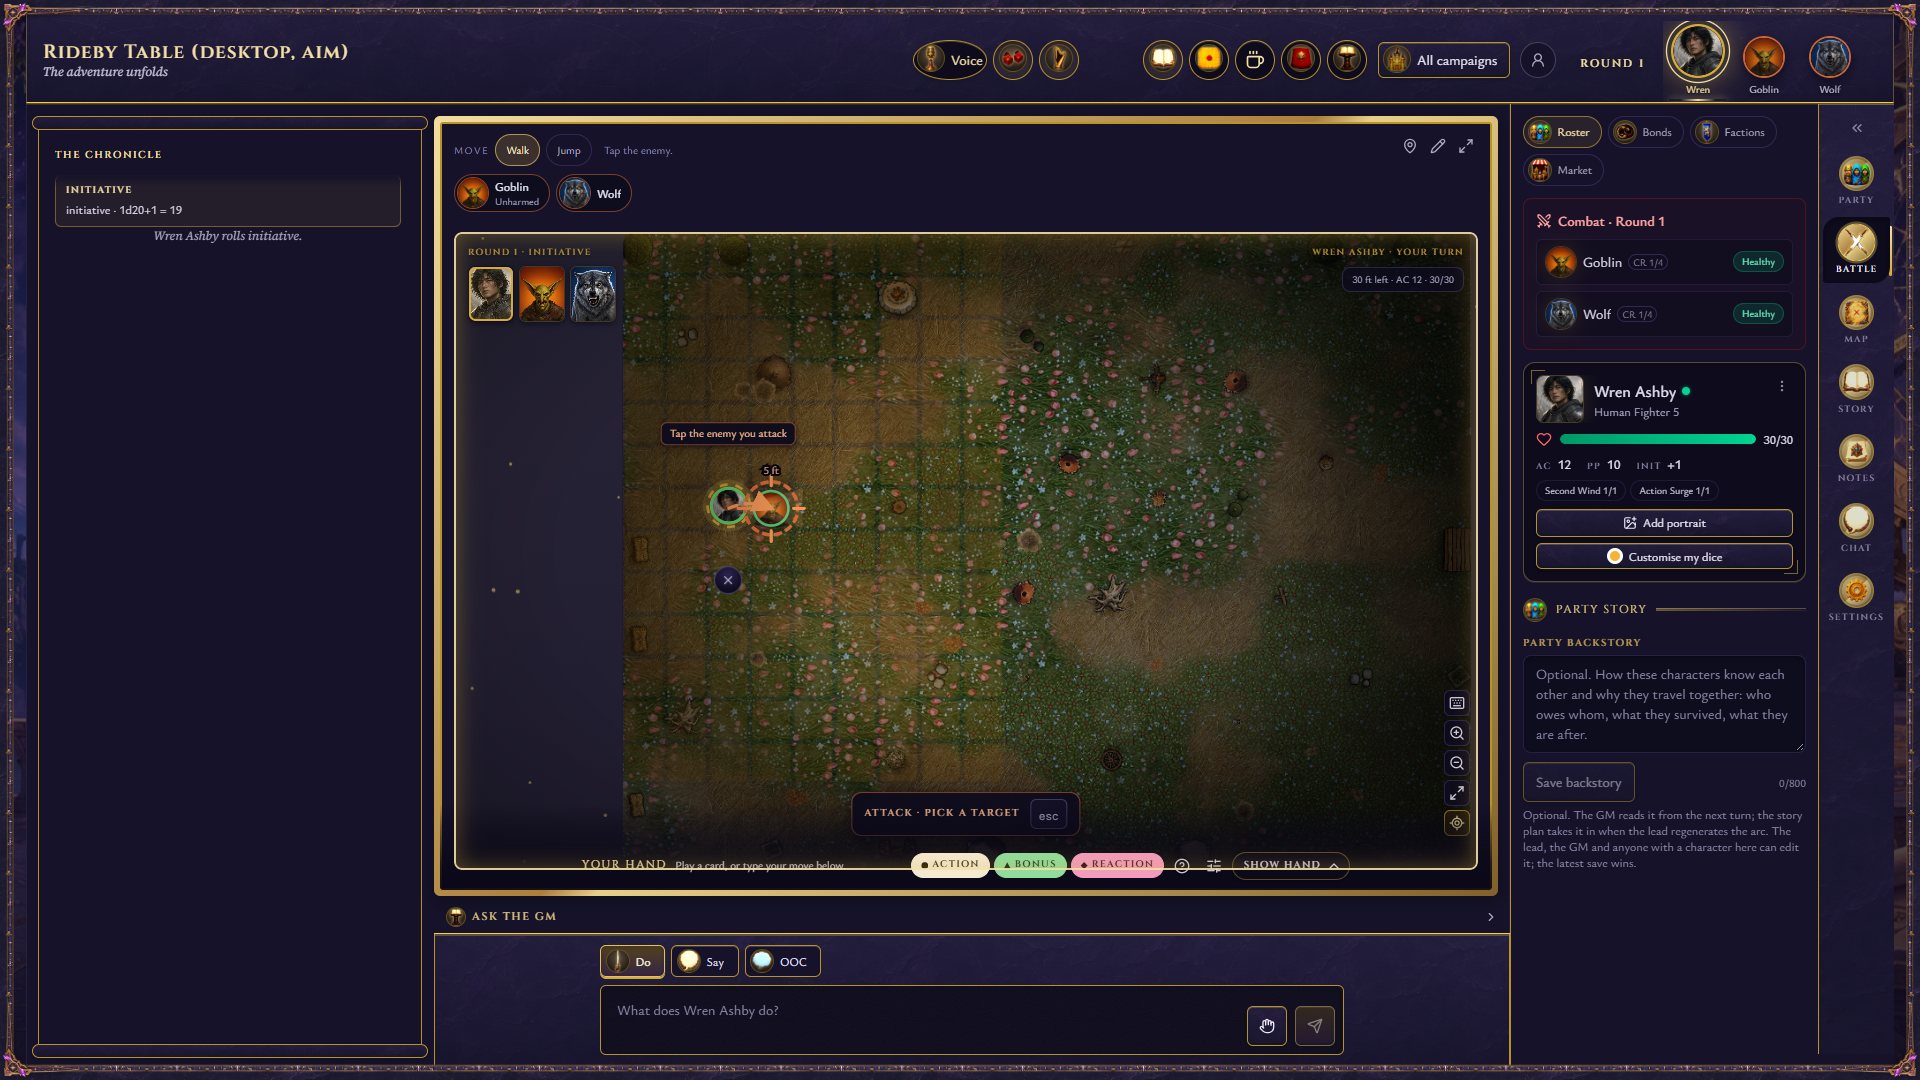 Rideby Table (desktop, aim)
The adventure unfolds
Voice
All campaigns
ROUND 1
Wren
Goblin
Wolf
THE CHRONICLE
INITIATIVE
initiative · 1d20+1 = 19
Wren Ashby rolls initiative.
MOVE
Walk
Jump
Tap the enemy.
Goblin
Unharmed
Wolf
ROUND 1 · INITIATIVE
WREN ASHBY · YOUR TURN
30 ft left · AC 12 · 30/30
Tap the enemy you attack
5 ft
ATTACK · PICK A TARGET
esc
YOUR HAND
Play a card, or type your move below
ACTION
BONUS
REACTION
SHOW HAND
ASK THE GM
Do
Say
OOC
What does Wren Ashby do?
Roster
Bonds
Factions
Market
Combat · Round 1
Goblin
CR 1/4
Healthy
Wolf
CR 1/4
Healthy
Wren Ashby
Human Fighter 5
30/30
AC 12
PP 10
INIT +1
Second Wind 1/1
Action Surge 1/1
Add portrait
Customise my dice
PARTY STORY
PARTY BACKSTORY
Optional. How these characters know each
other and why they travel together: who
owes whom, what they survived, what they
are after.
Save backstory
0/800
Optional. The GM reads it from the next turn; the story
plan takes it in when the lead regenerates the arc. The
lead, the GM and anyone with a character here can edit
it; the latest save wins.
PARTY
BATTLE
MAP
STORY
NOTES
CHAT
SETTINGS